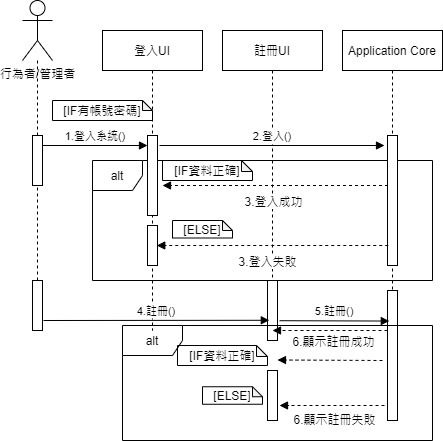 登入UI
註冊UI
Application Core
行為者/管理者
[IF有帳號密碼]
1.登入系統()
2.登入()
alt
[IF資料正確]
3.登入成功
[ELSE]
3.登入失敗
4.註冊()
5.註冊()
alt
6.顯示註冊成功
[IF資料正確]
[ELSE]
6.顯示註冊失敗